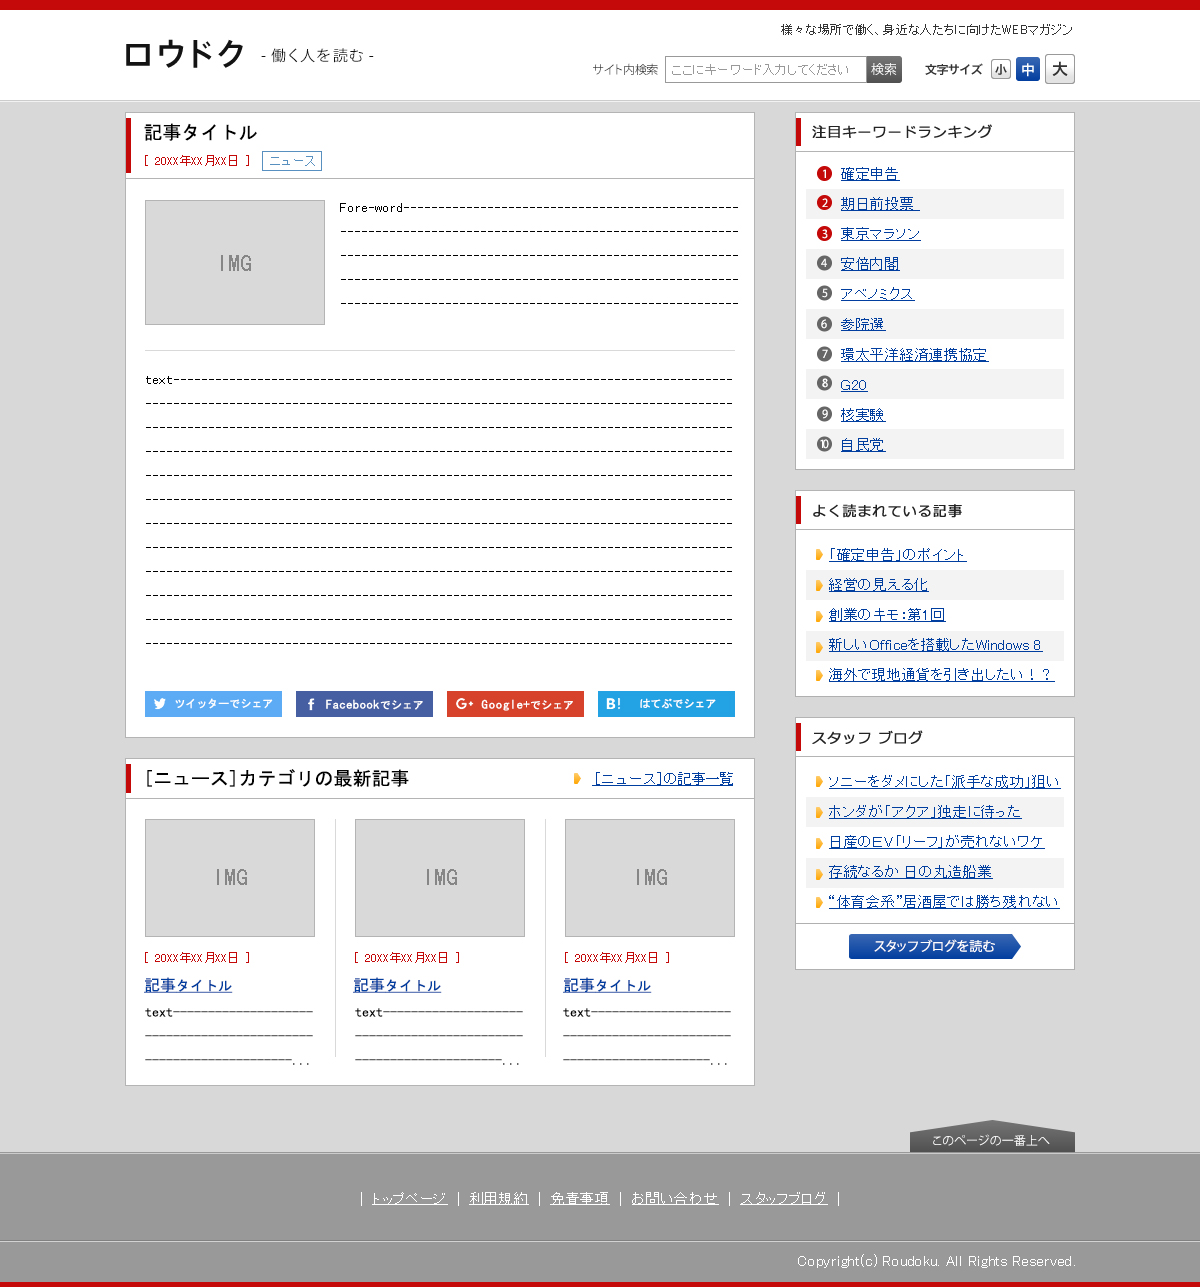 様々な場所で働く、身近な人たちに向けたWEBマガジン
ロウドク - 働く人を読む -
サイト内検索 ここにキーワード入力してください 検索 文字サイズ 小 中 大
記事タイトル
[ 20XX年XX月XX日 ] ニュース
IMG
Fore-word------------------------------------------------
---------------------------------------------------------
---------------------------------------------------------
---------------------------------------------------------
---------------------------------------------------------
text--------------------------------------------------------------------------------
------------------------------------------------------------------------------------
------------------------------------------------------------------------------------
------------------------------------------------------------------------------------
------------------------------------------------------------------------------------
------------------------------------------------------------------------------------
------------------------------------------------------------------------------------
------------------------------------------------------------------------------------
------------------------------------------------------------------------------------
------------------------------------------------------------------------------------
------------------------------------------------------------------------------------
------------------------------------------------------------------------------------
ツイッターでシェア Facebookでシェア G+ Google+でシェア B! はてぶでシェア
[ニュース]カテゴリの最新記事 [ニュース]の記事一覧
IMG
[ 20XX年XX月XX日 ]
記事タイトル
text--------------------
------------------------
---------------------...
IMG
[ 20XX年XX月XX日 ]
記事タイトル
text--------------------
------------------------
---------------------...
IMG
[ 20XX年XX月XX日 ]
記事タイトル
text--------------------
------------------------
---------------------...
注目キーワードランキング
1 確定申告
2 期日前投票
3 東京マラソン
4 安倍内閣
5 アベノミクス
6 参院選
7 環太平洋経済連携協定
8 G20
9 核実験
10 自民党
よく読まれている記事
「確定申告」のポイント
経営の見える化
創業のキモ:第1回
新しいOfficeを搭載したWindows 8
海外で現地通貨を引き出したい!?
スタッフ ブログ
ソニーをダメにした「派手な成功」狙い
ホンダが「アクア」独走に待った
日産のEV「リーフ」が売れないワケ
存続なるか 日の丸造船業
“体育会系”居酒屋では勝ち残れない
スタッフブログを読む
このページの一番上へ
| トップページ | 利用規約 |免責事項 | お問い合わせ | スタッフブログ |
Copyright(c) Roudoku. All Rights Reserved.